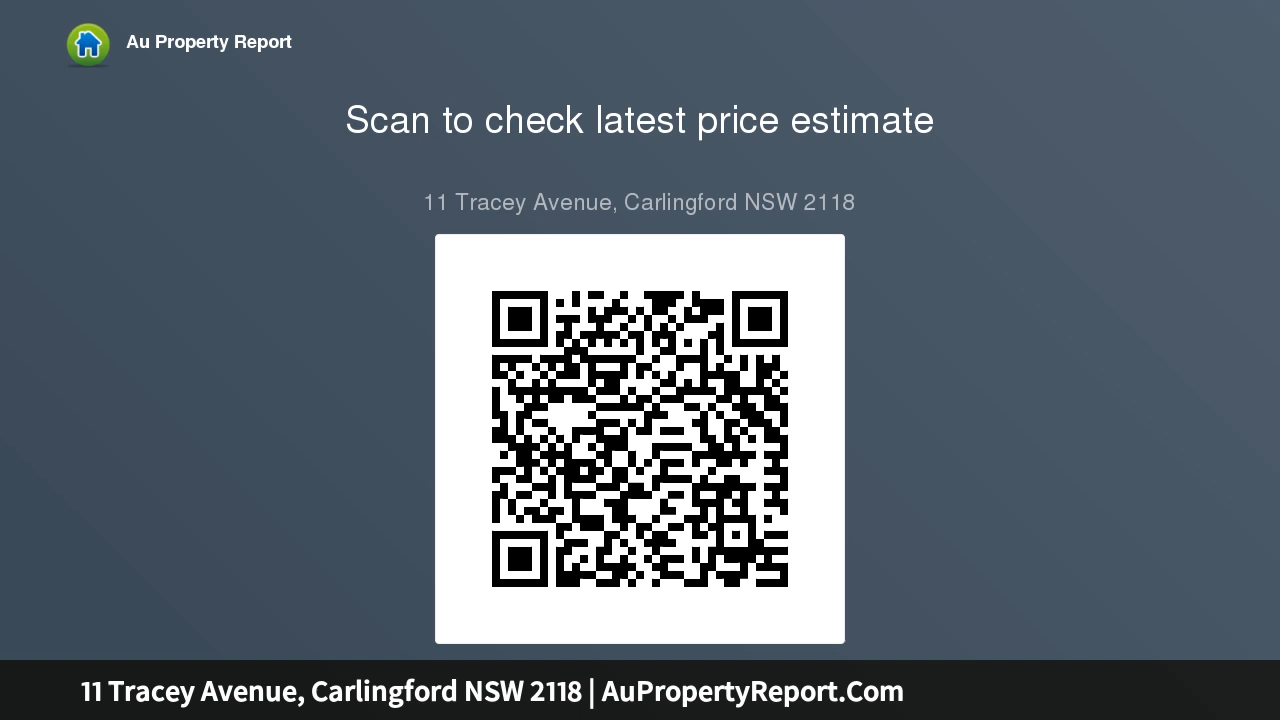 Au Property Report
Scan to check latest price estimate
11 Tracey Avenue, Carlingford NSW 2118
11 Tracey Avenue, Carlingford NSW 2118 | AuPropertyReport.Com